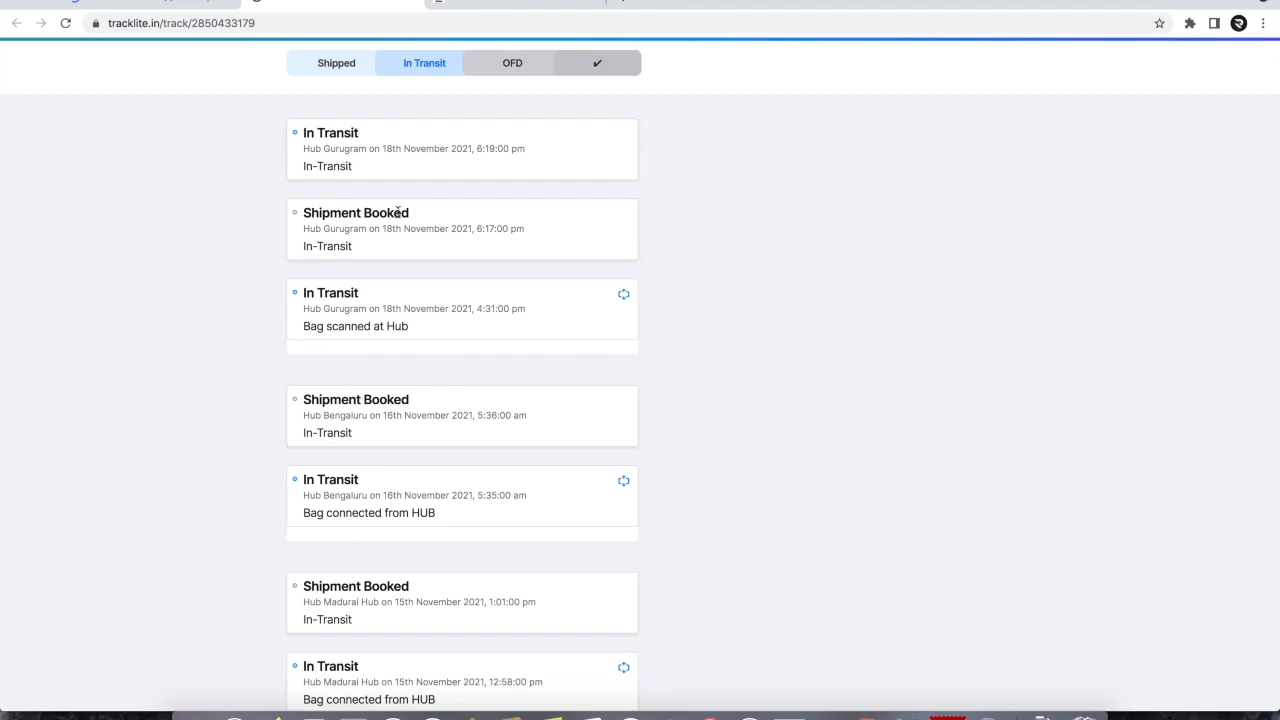 tracklite.in/track/2850433179
Shipped In Transit OFD ✔
In Transit
Hub Gurugram on 18th November 2021, 6:19:00 pm
In-Transit
Shipment Booked
Hub Gurugram on 18th November 2021, 6:17:00 pm
In-Transit
In Transit
Hub Gurugram on 18th November 2021, 4:31:00 pm
Bag scanned at Hub
Shipment Booked
Hub Bengaluru on 16th November 2021, 5:36:00 am
In-Transit
In Transit
Hub Bengaluru on 16th November 2021, 5:35:00 am
Bag connected from HUB
Shipment Booked
Hub Madurai Hub on 15th November 2021, 1:01:00 pm
In-Transit
In Transit
Hub Madurai Hub on 15th November 2021, 12:58:00 pm
Bag connected from HUB